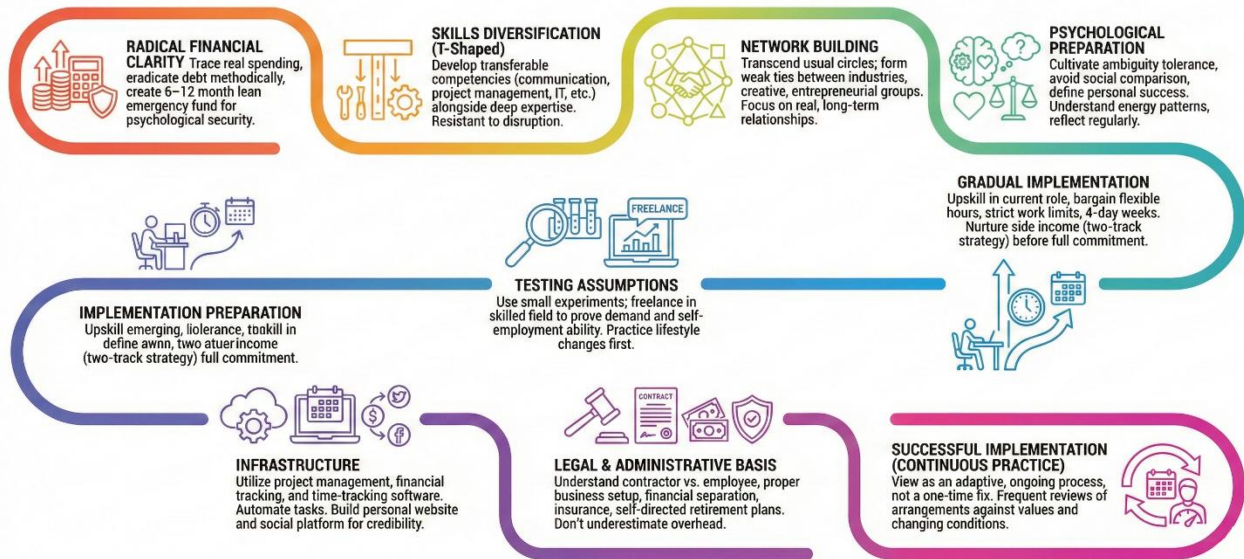 RADICAL FINANCIAL
CLARITY Trace real spending,
eradicate debt methodically,
create 6–12 month lean
emergency fund for
psychological security.
SKILLS DIVERSIFICATION
(T-Shaped)
Develop transferable
competencies (communication,
project management, IT, etc.)
alongside deep expertise.
Resistant to disruption.
NETWORK BUILDING
Transcend usual circles; form
weak ties between industries,
creative, entrepreneurial groups.
Focus on real, long-term
relationships.
PSYCHOLOGICAL
PREPARATION
Cultivate ambiguity tolerance,
avoid social comparison,
define personal success.
Understand energy patterns,
reflect regularly.
GRADUAL IMPLEMENTATION
Upskill in current role, bargain flexible
hours, strict work limits, 4-day weeks.
Nurture side income (two-track
strategy) before full commitment.
FREELANCE
TESTING ASSUMPTIONS
Use small experiments; freelance in
skilled field to prove demand and self-
employment ability. Practice lifestyle
changes first.
IMPLEMENTATION PREPARATION
Upskill emerging, in
define two
(two-track strategy) full commitment.
INFRASTRUCTURE
Utilize project management, financial
tracking, and time-tracking software.
Automate tasks. Build personal website
and social platform for credibility.
CONTRACT
LEGAL & ADMINISTRATIVE BASIS
Understand contractor vs. employee, proper
business setup, financial separation,
insurance, self-directed retirement plans.
Don't underestimate overhead.
SUCCESSFUL IMPLEMENTATION
(CONTINUOUS PRACTICE)
View as an adaptive, ongoing process,
not a one-time fix. Frequent reviews of
arrangements against values and
changing conditions.